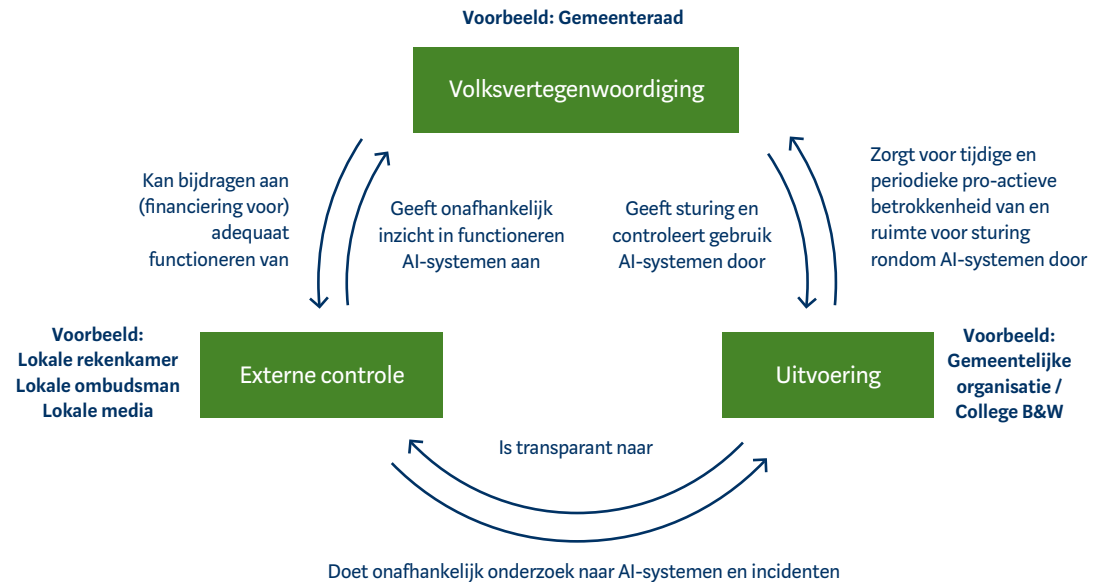 Voorbeeld: Gemeenteraad
Volksvertegenwoordiging
Kan bijdragen aan
(financiering voor)
adequaat
functioneren van
Geeft onafhankelijk
inzicht in functioneren
AI-systemen aan
Geeft sturing en
controleert gebruik
AI-systemen door
Zorgt voor tijdige en
periodieke pro-actieve
betrokkenheid van en
ruimte voor sturing
rondom AI-systemen door
Voorbeeld:
Lokale rekenkamer
Lokale ombudsman
Lokale media
Externe controle
Uitvoering
Voorbeeld:
Gemeentelijke
organisatie /
College B&W
Is transparant naar
Doet onafhankelijk onderzoek naar AI-systemen en incidenten